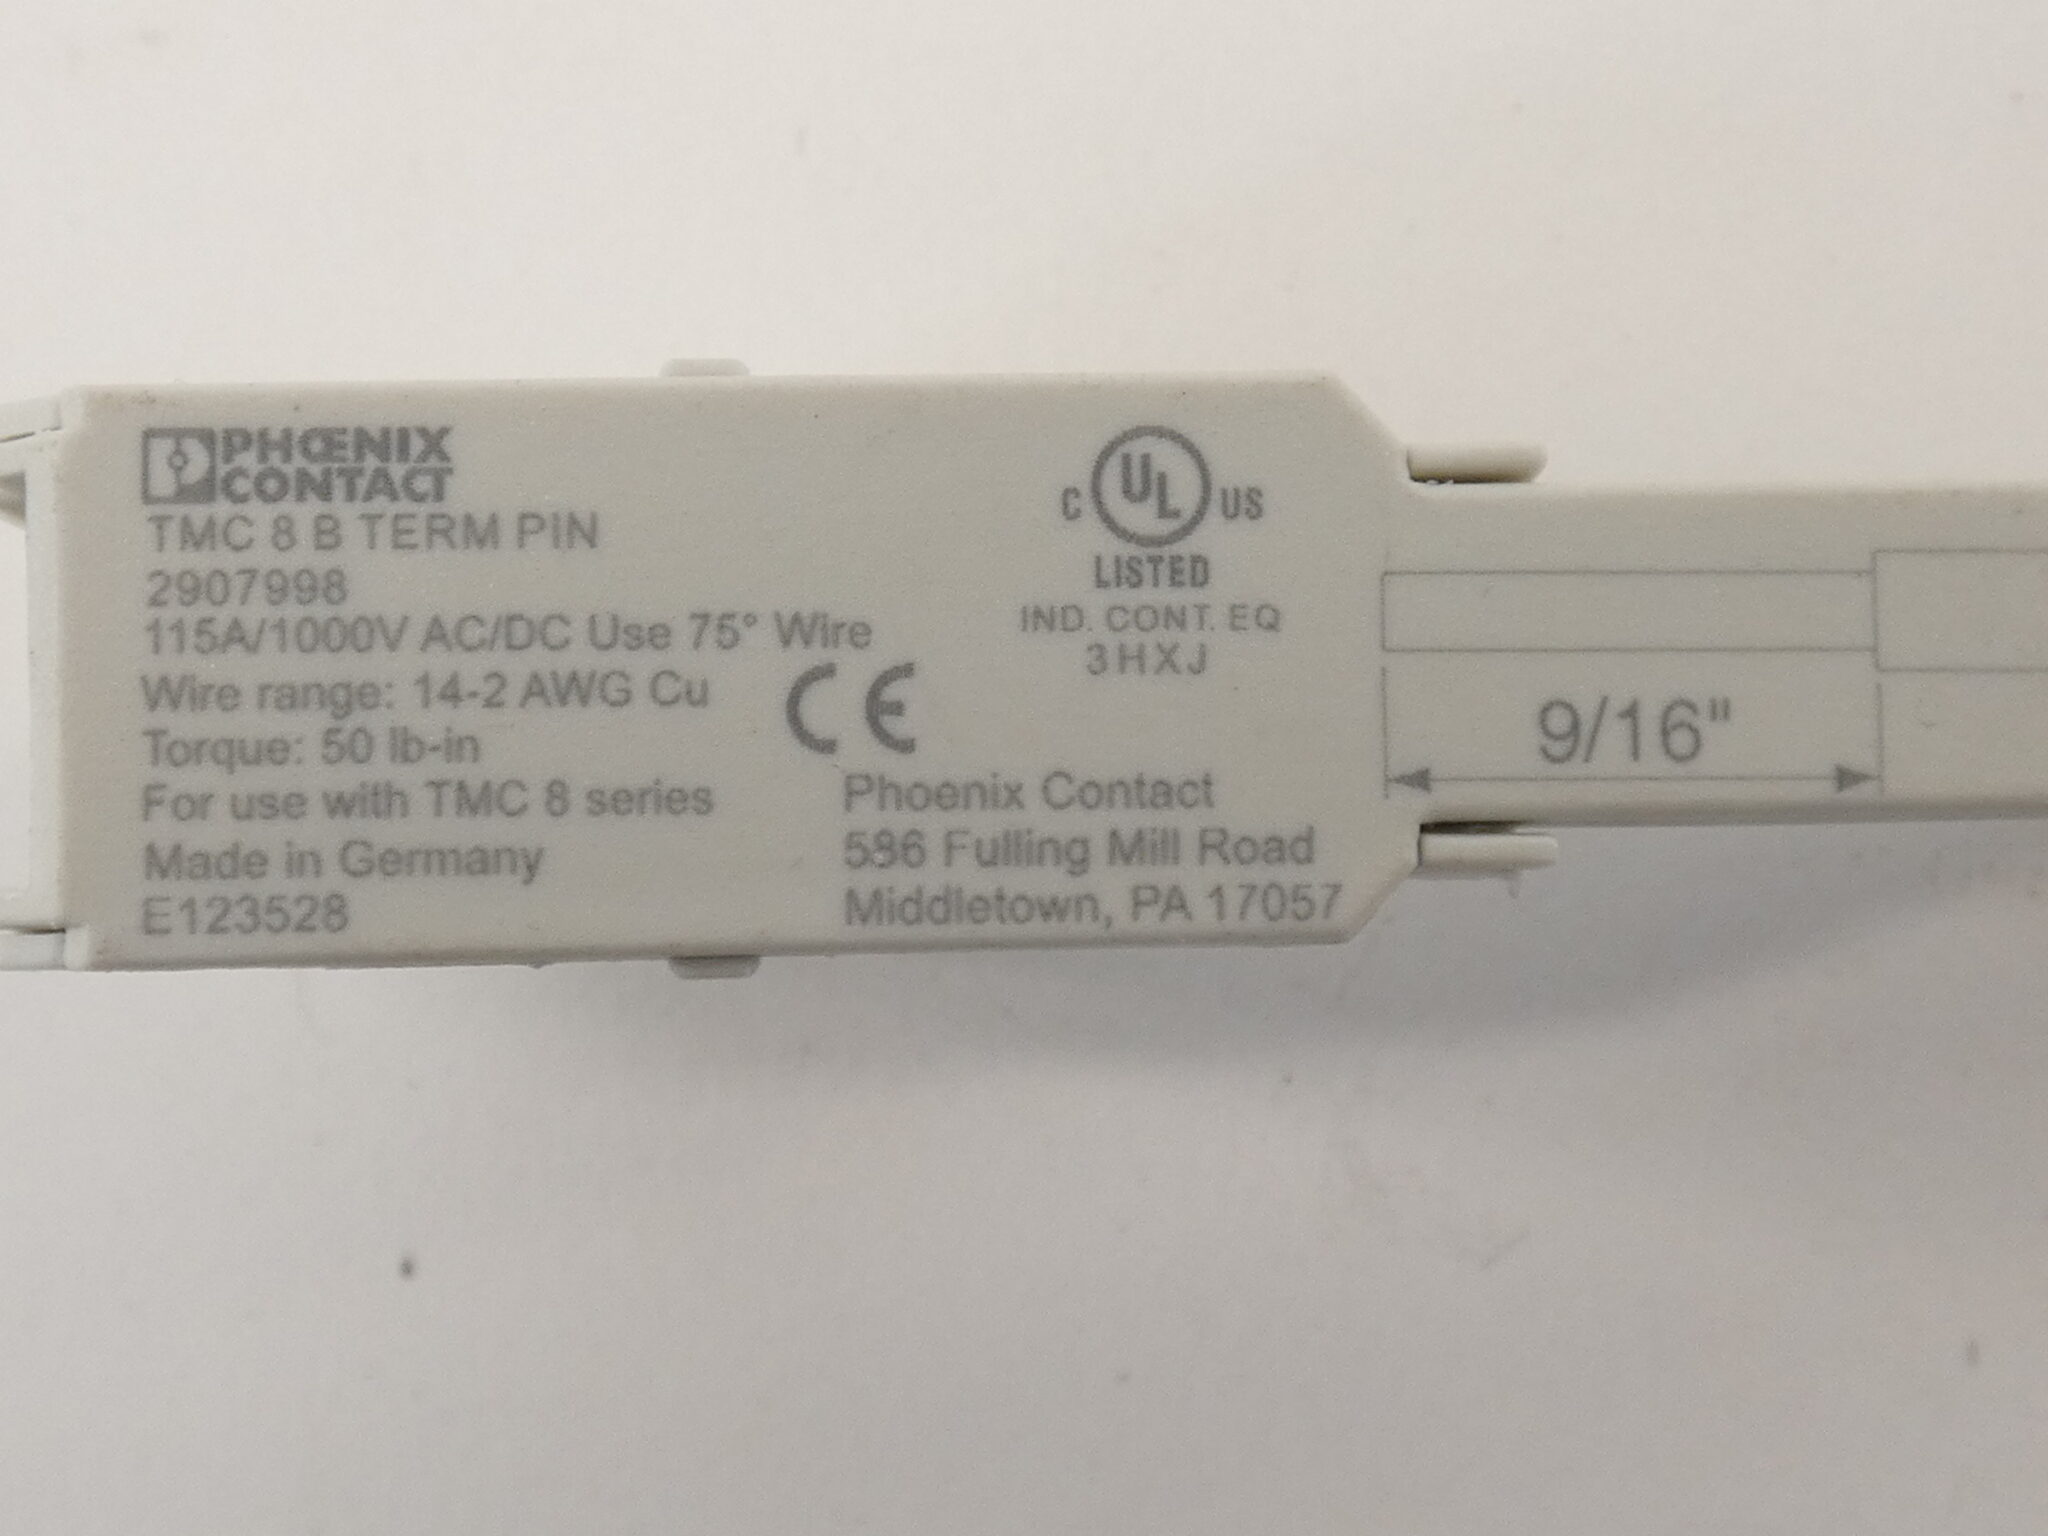 PHŒNIX
CONTACT
TMC 8 B TERM PIN
2907998
115A/1000V AC/DC Use 75° Wire
Wire range: 14-2 AWG Cu
Torque: 50 lb-in
For use with TMC 8 series
Made in Germany
E123528
CE
C UL US
LISTED
IND. CONT. EQ
3HXJ
Phoenix Contact
586 Fulling Mill Road
Middletown, PA 17057
9/16"